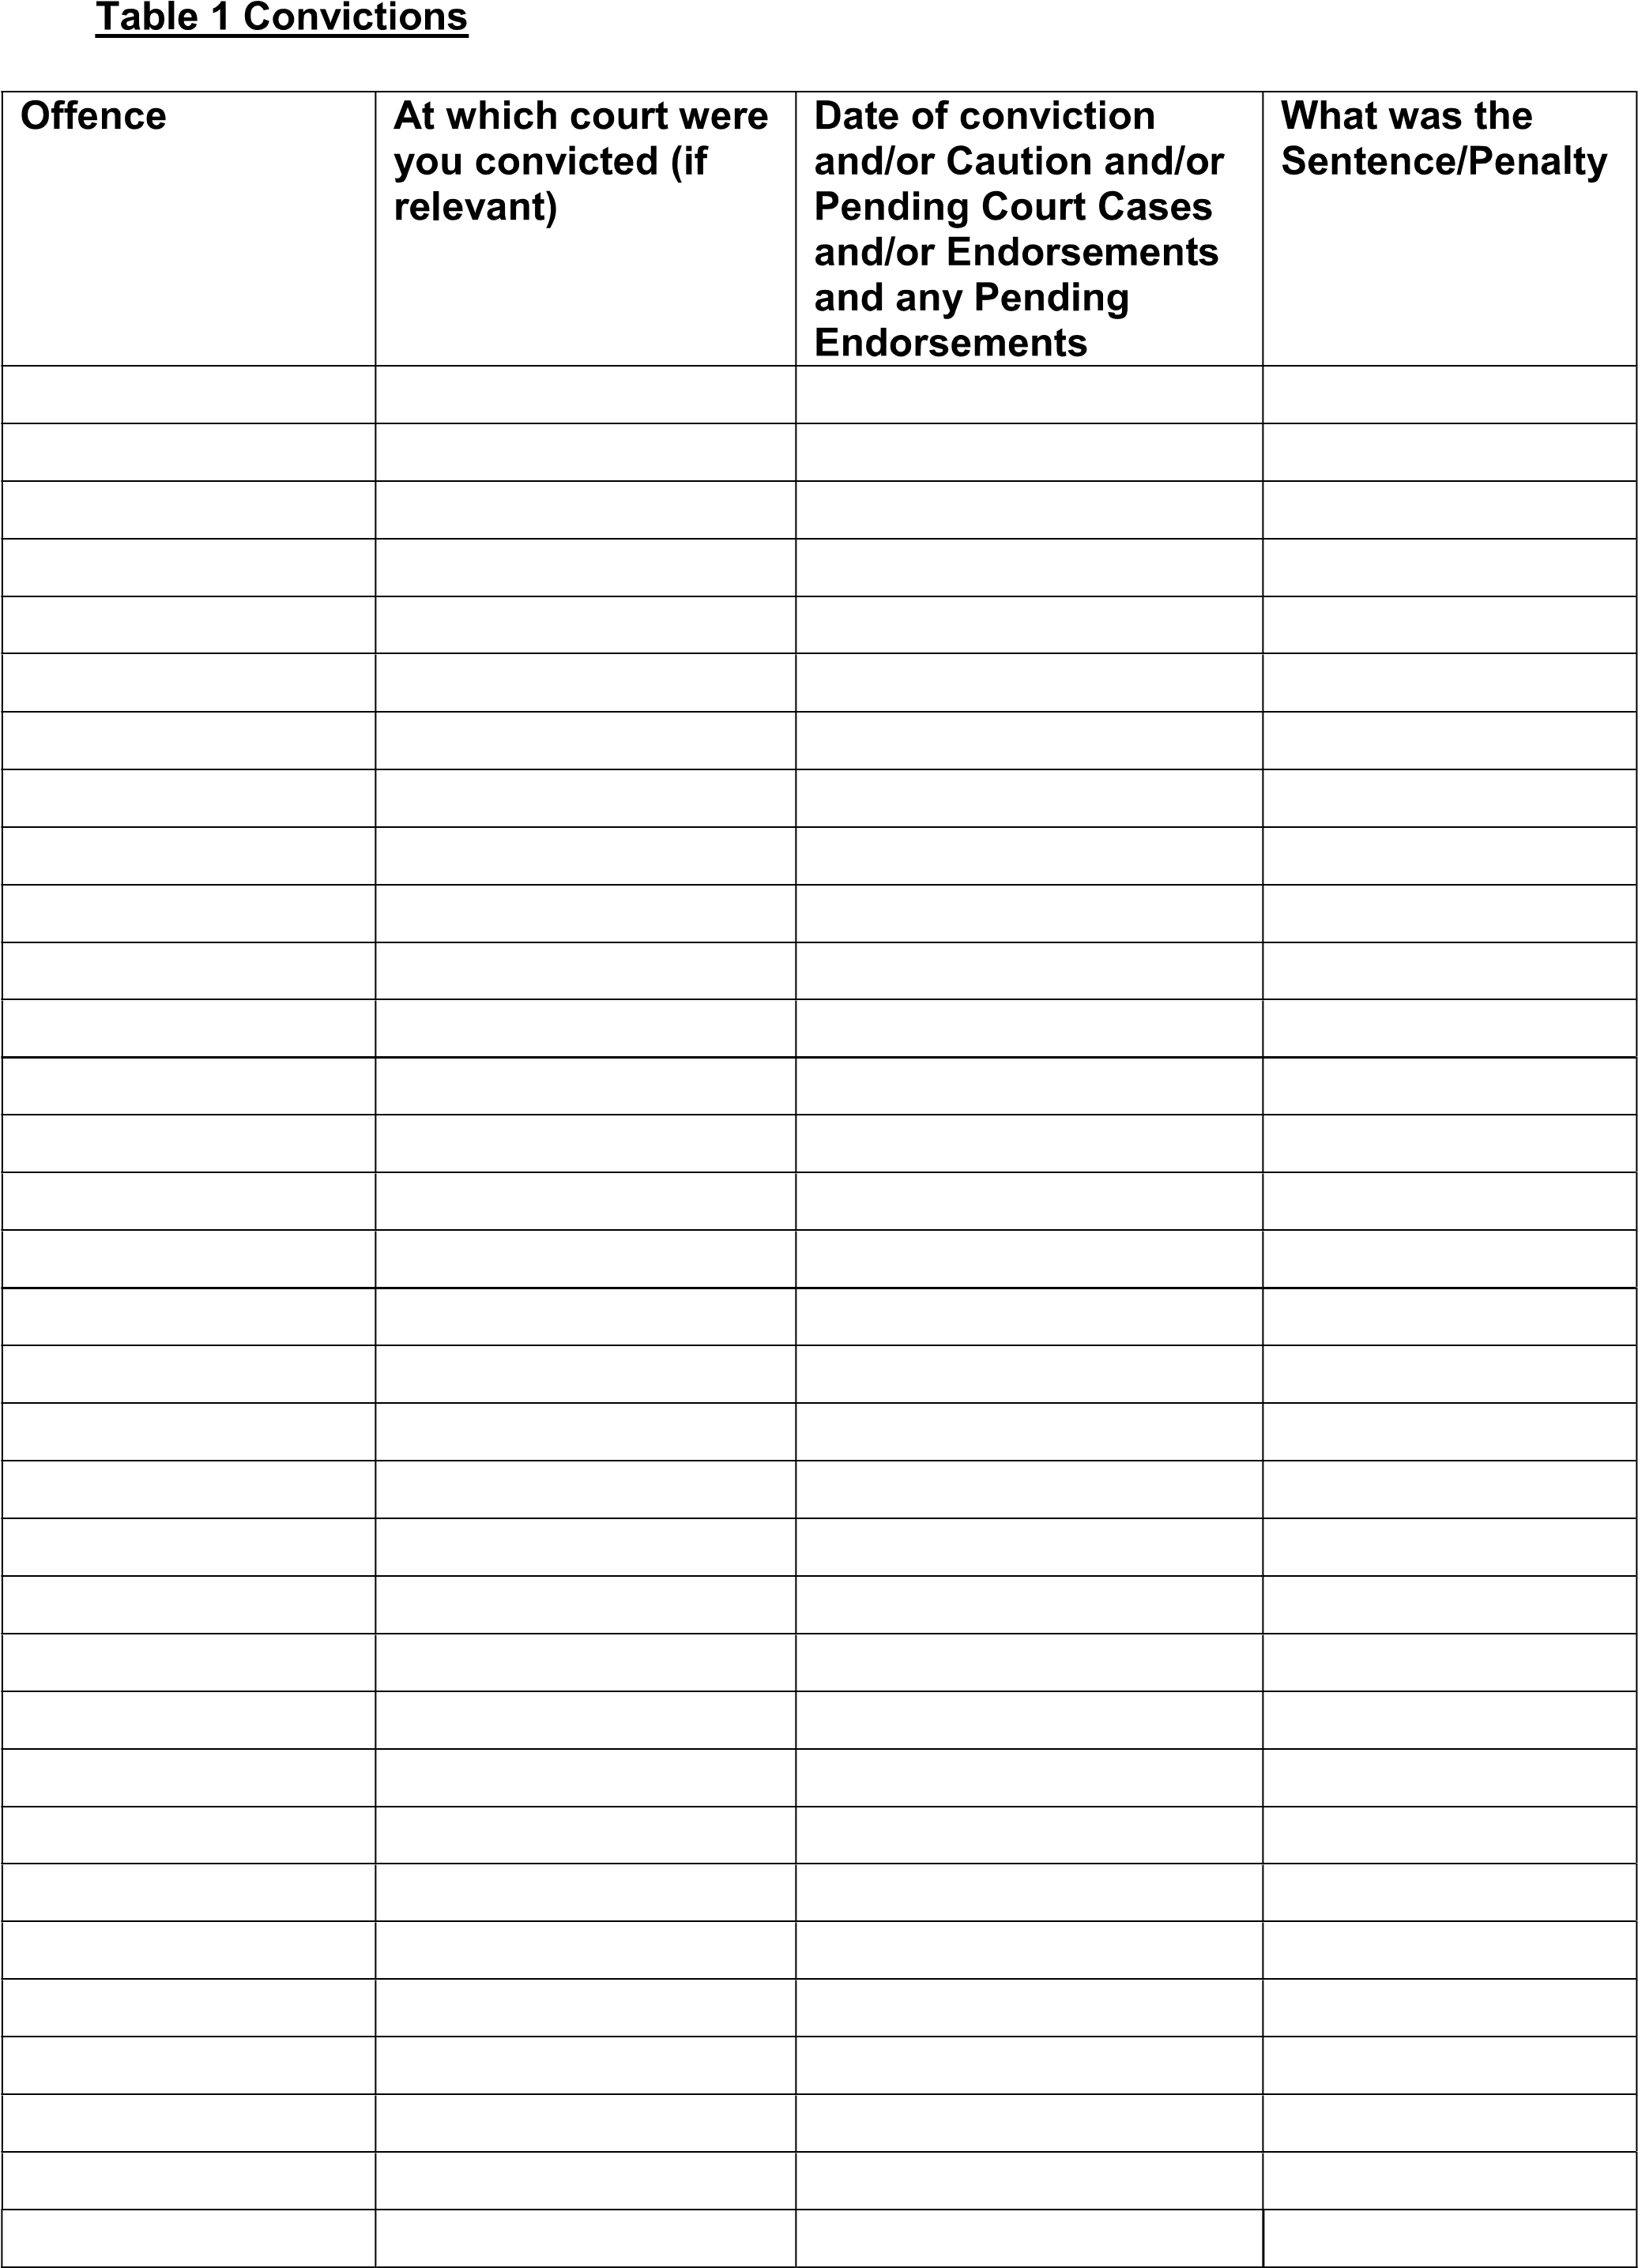 Table 1 Convictions
Offence
At which court were
you convicted (if
relevant)
Date of conviction
and/or Caution and/or
Pending Court Cases
and/or Endorsements
and any Pending
Endorsements
What was the
Sentence/Penalty